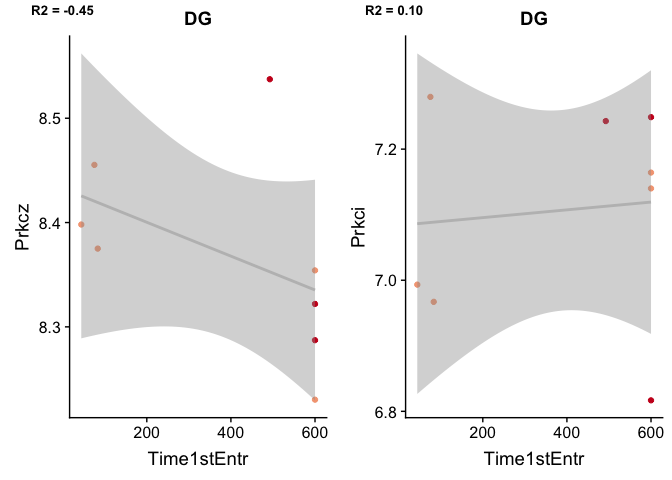 R2 = -0.45
DG
8.5
8.4
8.3
Prkcz
200
400
600
Time1stEntr
R2 = 0.10
DG
7.2
7.0
6.8
Prkci
200
400
600
Time1stEntr